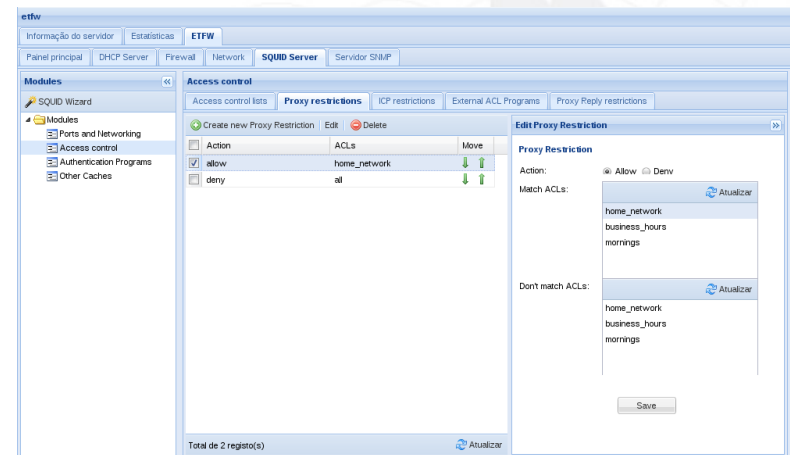 etfw
Informação do servidor Estatísticas ETFW
Painel principal DHCP Server Firewall Network SQUID Server Servidor SNMP
Modules
SQUID Wizard
Modules
Ports and Networking
Access control
Authentication Programs
Other Caches
Access control
Access control lists Proxy restrictions ICP restrictions External ACL Programs Proxy Reply restrictions
Create new Proxy Restriction Edit Delete
Action ACLs Move
allow home_network
deny all
Total de 2 registo(s) Atualizar
Edit Proxy Restriction
Proxy Restriction
Action: Allow Deny
Match ACLs: Atualizar
home_network
business_hours
mornings
Don't match ACLs: Atualizar
home_network
business_hours
mornings
Save